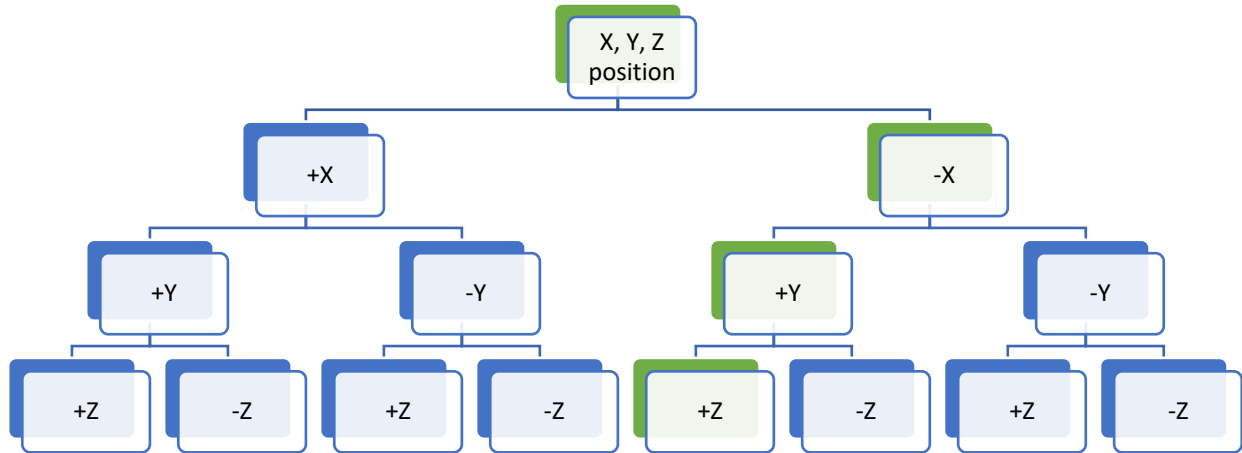 X, Y, Z
position
+X
-X
+Y
-Y
+Y
-Y
+Z
-Z
+Z
-Z
+Z
-Z
+Z
-Z